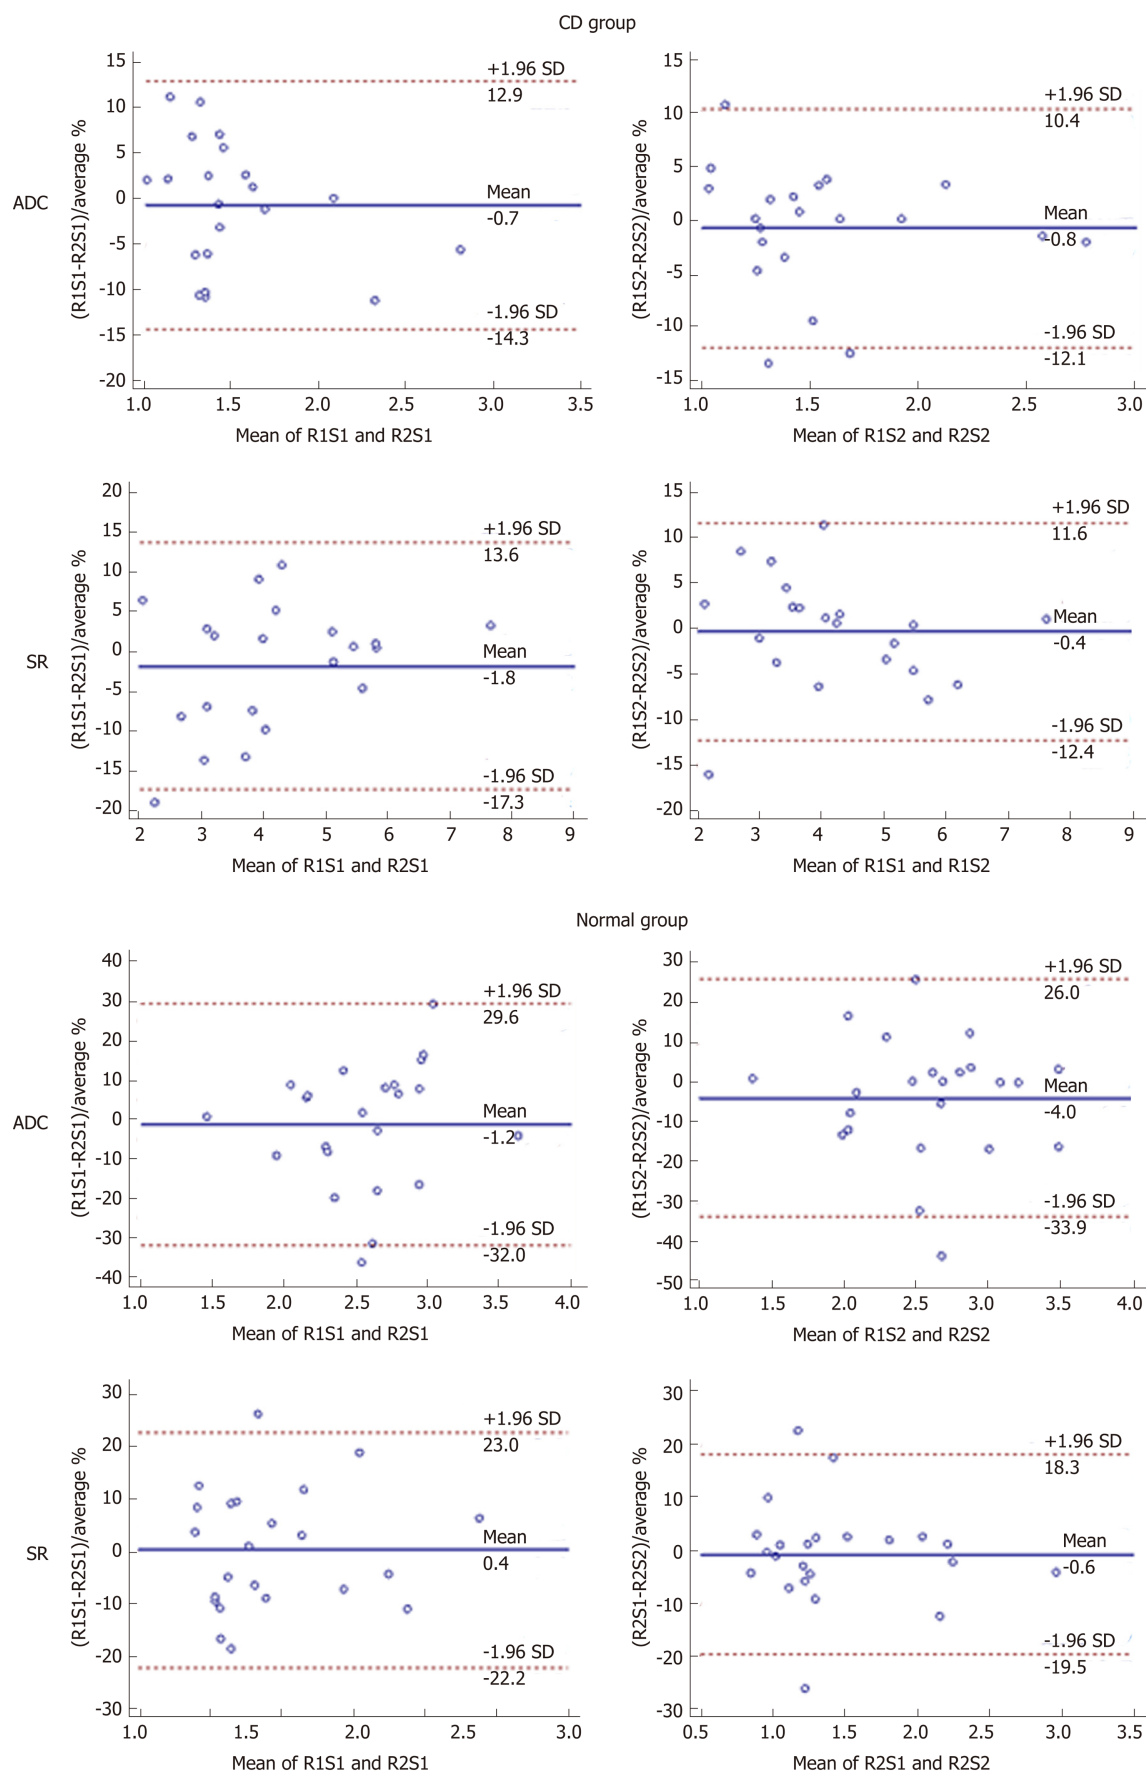 CD group
ADC
(R1S1-R2S1)/average %
15
10
5
0
-5
-10
-15
-20
+1.96 SD
12.9
Mean
-0.7
-1.96 SD
-14.3
1.0 1.5 2.0 2.5 3.0 3.5
Mean of R1S1 and R2S1
(R1S2-R2S2)/average %
15
10
5
0
-5
-10
-15
+1.96 SD
10.4
Mean
-0.8
-1.96 SD
-12.1
1.0 1.5 2.0 2.5 3.0
Mean of R1S2 and R2S2
SR
(R1S1-R2S1)/average %
20
15
10
5
0
-5
-10
-15
-20
+1.96 SD
13.6
Mean
-1.8
-1.96 SD
-17.3
2 3 4 5 6 7 8 9
Mean of R1S1 and R2S1
(R1S2-R2S2)/average %
15
10
5
0
-5
-10
-15
-20
+1.96 SD
11.6
Mean
-0.4
-1.96 SD
-12.4
2 3 4 5 6 7 8 9
Mean of R1S1 and R1S2
Normal group
ADC
(R1S1-R2S1)/average %
40
30
20
10
0
-10
-20
-30
-40
+1.96 SD
29.6
Mean
-1.2
-1.96 SD
-32.0
1.0 1.5 2.0 2.5 3.0 3.5 4.0
Mean of R1S1 and R2S1
(R1S2-R2S2)/average %
30
20
10
0
-10
-20
-30
-40
-50
+1.96 SD
26.0
Mean
-4.0
-1.96 SD
-33.9
1.0 1.5 2.0 2.5 3.0 3.5 4.0
Mean of R1S2 and R2S2
SR
(R1S1-R2S1)/average %
30
20
10
0
-10
-20
-30
+1.96 SD
23.0
Mean
0.4
-1.96 SD
-22.2
1.0 1.5 2.0 2.5 3.0
Mean of R1S1 and R2S1
(R2S1-R2S2)/average %
30
20
10
0
-10
-20
-30
+1.96 SD
18.3
Mean
-0.6
-1.96 SD
-19.5
0.5 1.0 1.5 2.0 2.5 3.0 3.5
Mean of R2S1 and R2S2